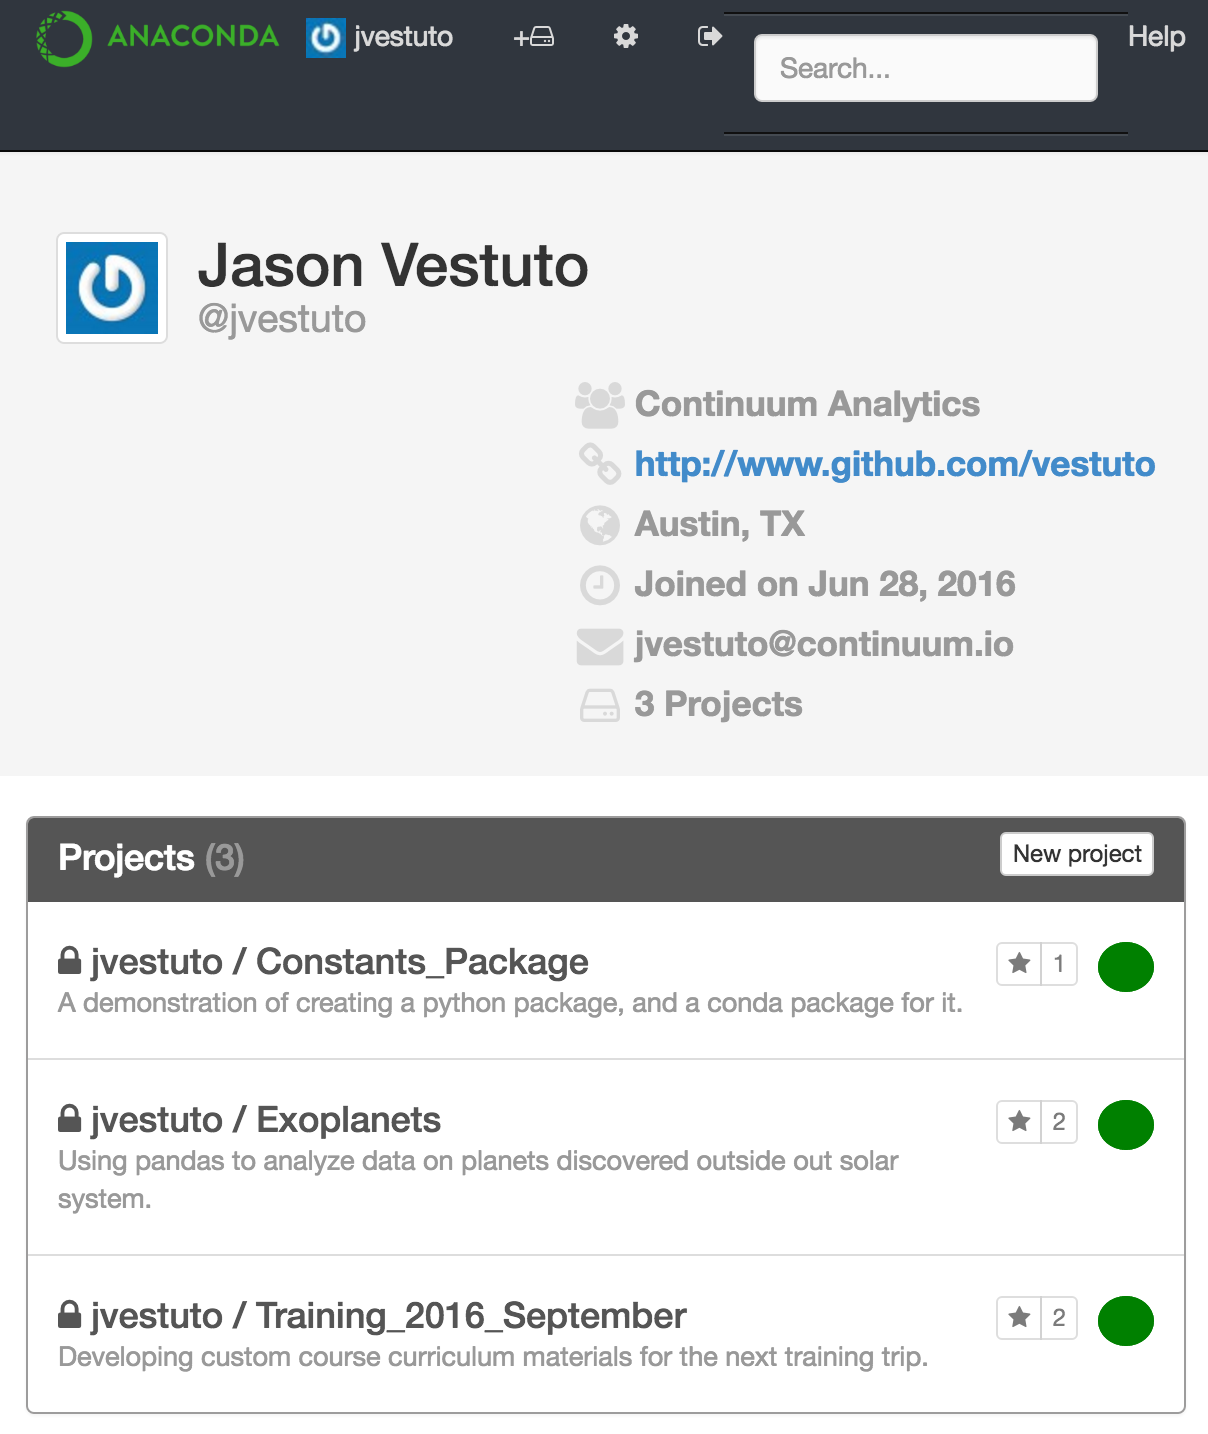 ANACONDA jvestuto + Search... Help
Jason Vestuto
@jvestuto
Continuum Analytics
http://www.github.com/vestuto
Austin, TX
Joined on Jun 28, 2016
jvestuto@continuum.io
3 Projects
Projects (3) New project
jvestuto / Constants_Package 1
A demonstration of creating a python package, and a conda package for it.
jvestuto / Exoplanets 2
Using pandas to analyze data on planets discovered outside out solar
system.
jvestuto / Training_2016_September 2
Developing custom course curriculum materials for the next training trip.